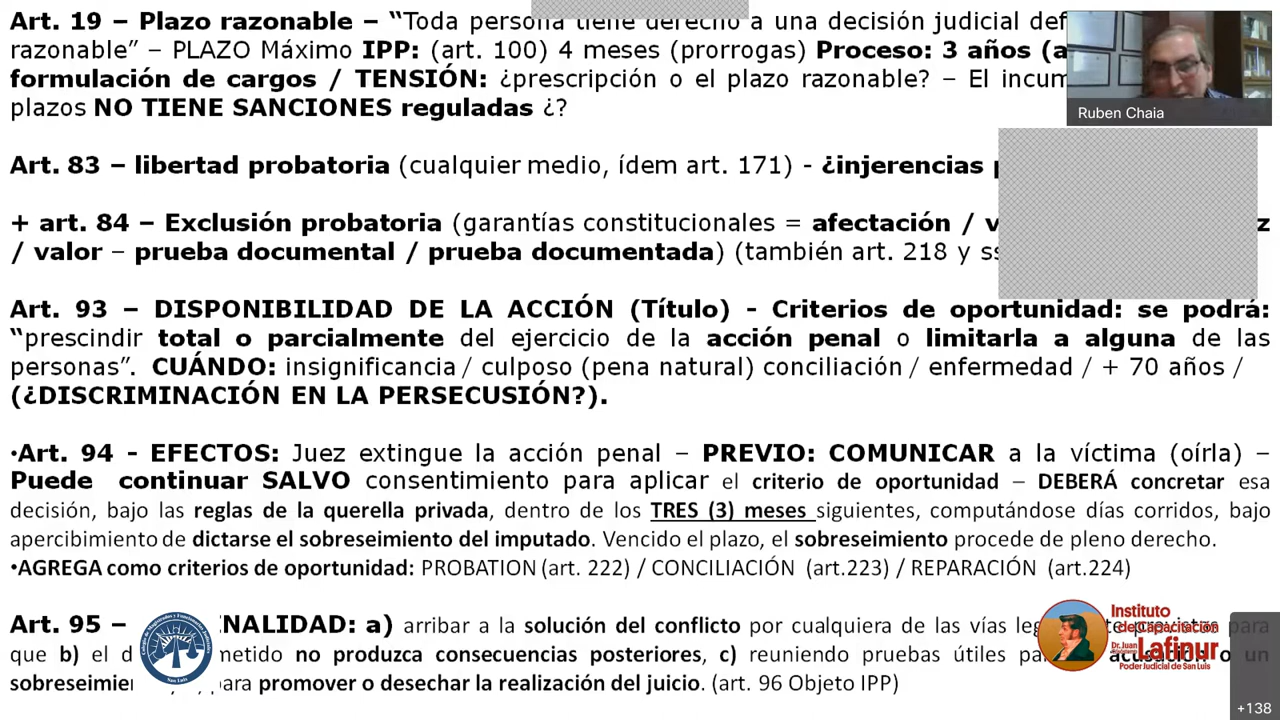 Art. 19 – Plazo razonable – “Toda persona tiene derecho a una decisión judicial def
razonable” – PLAZO Máximo IPP: (art. 100) 4 meses (prorrogas) Proceso: 3 años (a
formulación de cargos / TENSIÓN: ¿prescripción o el plazo razonable? – El incum
plazos NO TIENE SANCIONES reguladas ¿?
Ruben Chaia
Art. 83 – libertad probatoria (cualquier medio, ídem art. 171) - ¿injerencias p
+ art. 84 – Exclusión probatoria (garantías constitucionales = afectación / v z
/ valor – prueba documental / prueba documentada) (también art. 218 y ss
Art. 93 – DISPONIBILIDAD DE LA ACCIÓN (Título) - Criterios de oportunidad: se podrá:
“prescindir total o parcialmente del ejercicio de la acción penal o limitarla a alguna de las
personas”. CUÁNDO: insignificancia / culposo (pena natural) conciliación / enfermedad / + 70 años /
(¿DISCRIMINACIÓN EN LA PERSECUSIÓN?).
•Art. 94 - EFECTOS: Juez extingue la acción penal – PREVIO: COMUNICAR a la víctima (oírla) –
Puede continuar SALVO consentimiento para aplicar el criterio de oportunidad – DEBERÁ concretar esa
decisión, bajo las reglas de la querella privada, dentro de los TRES (3) meses siguientes, computándose días corridos, bajo
apercibimiento de dictarse el sobreseimiento del imputado. Vencido el plazo, el sobreseimiento procede de pleno derecho.
•AGREGA como criterios de oportunidad: PROBATION (art. 222) / CONCILIACIÓN (art.223) / REPARACIÓN (art.224)
Art. 95 – NALIDAD: a) arribar a la solución del conflicto por cualquiera de las vías leg para
que b) el d metido no produzca consecuencias posteriores, c) reuniendo pruebas útiles pa o un
sobreseimie para promover o desechar la realización del juicio. (art. 96 Objeto IPP)
San Luis
Instituto
de Capacitación
Dr. Juan
Lafinur
Poder Judicial de San Luis
+138